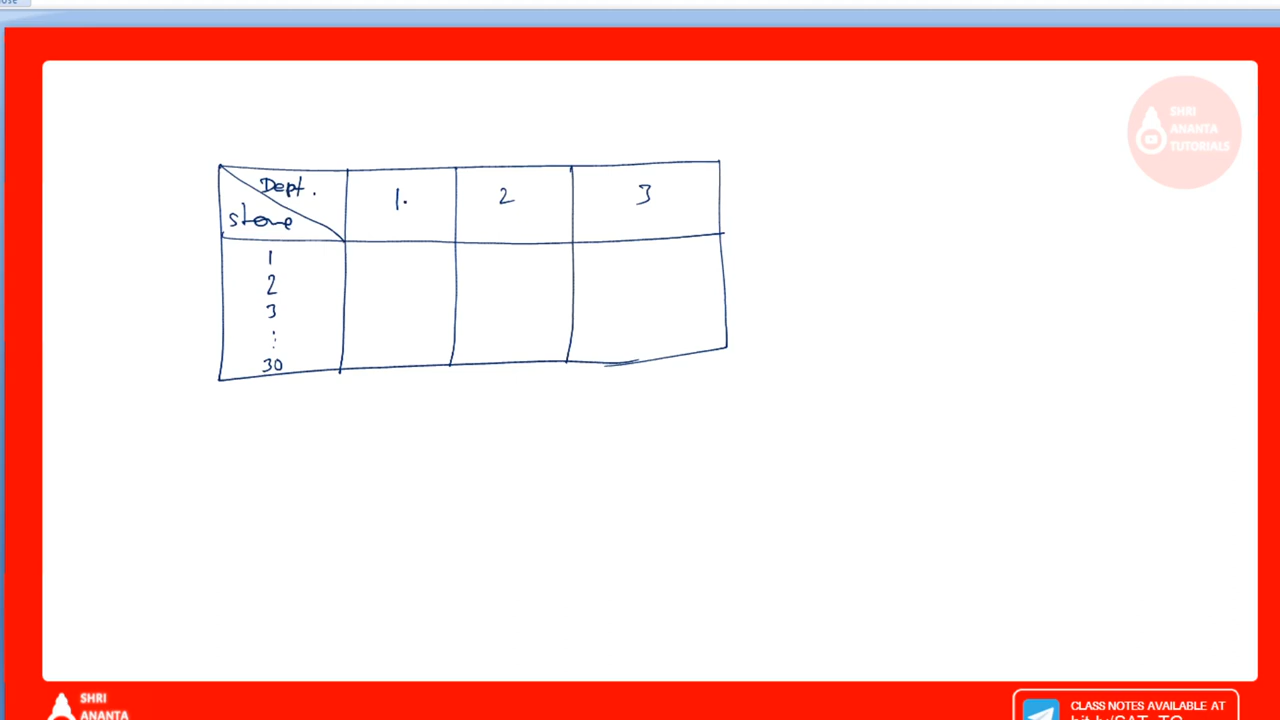 SHRI
ANANTA
TUTORIALS
Dept.
Store
1.
2
3
1
2
3
⋮
30
SHRI
ANANTA
CLASS NOTES AVAILABLE AT